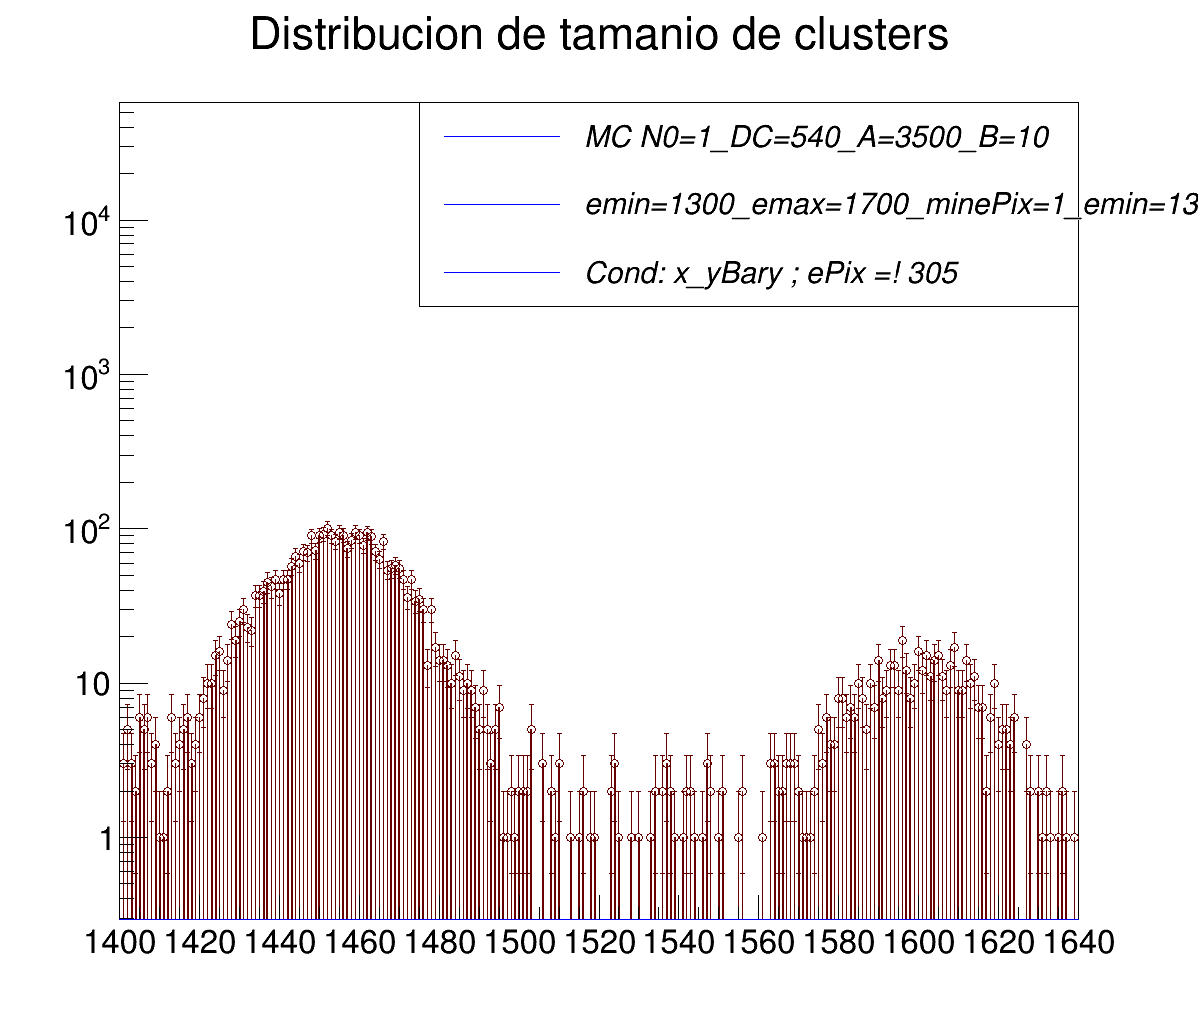 Distribucion de tamanio de clusters
MC N0=1_DC=540_A=3500_B=10
emin=1300_emax=1700_minePix=1_emin=13
Cond: x_yBary ; ePix =! 305
10^4
10^3
10^2
10
1
1400 1420 1440 1460 1480 1500 1520 1540 1560 1580 1600 1620 1640